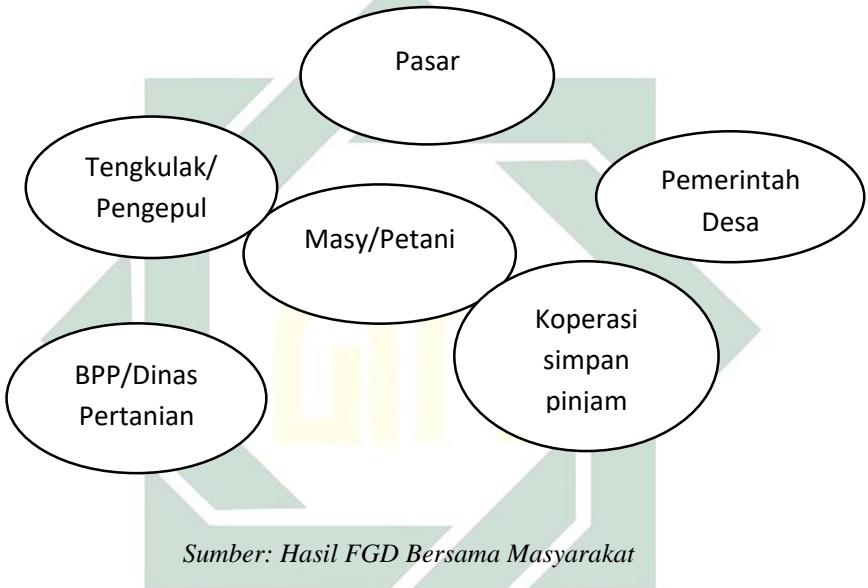 Pasar
Tengkulak/
Pengepul
Pemerintah
Desa
Masy/Petani
Koperasi
simpan
pinjam
BPP/Dinas
Pertanian
Sumber: Hasil FGD Bersama Masyarakat